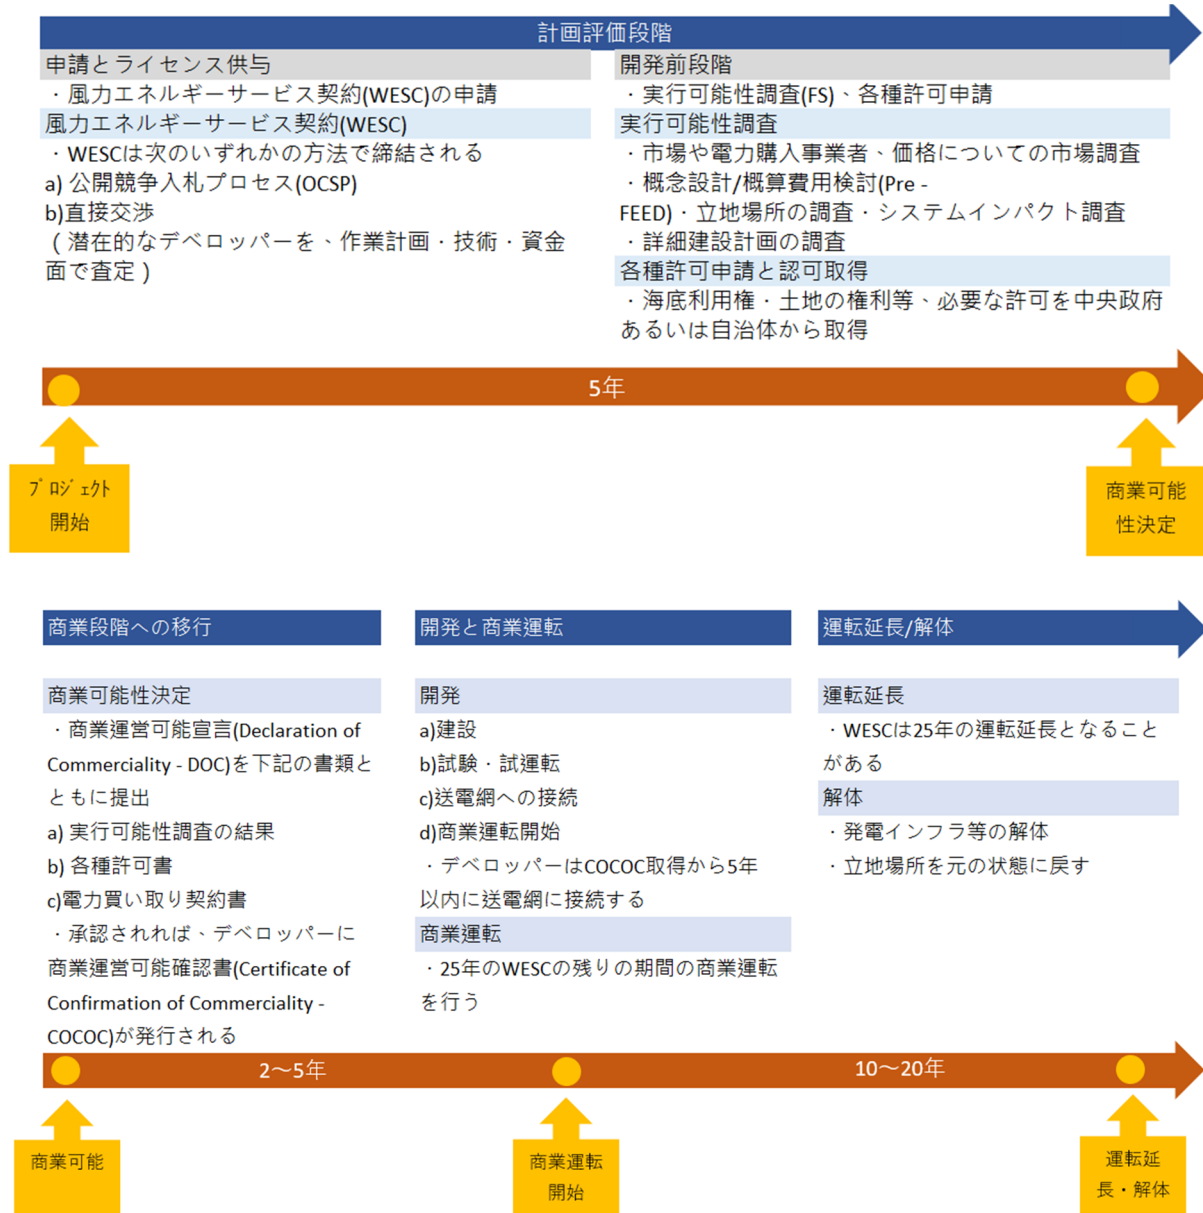 計画評価段階
申請とライセンス供与
・風力エネルギーサービス契約(WESC)の申請
風力エネルギーサービス契約(WESC)
・WESCは次のいずれかの方法で締結される
a) 公開競争入札プロセス(OCSP)
b)直接交渉
（潜在的なデベロッパーを、作業計画・技術・資金
面で査定）
開発前段階
・実行可能性調査(FS)、各種許可申請
実行可能性調査
・市場や電力購入事業者、価格についての市場調査
・概念設計/概算費用検討(Pre -
FEED)・立地場所の調査・システムインパクト調査
・詳細建設計画の調査
各種許可申請と認可取得
・海底利用権・土地の権利等、必要な許可を中央政府
あるいは自治体から取得
5年
ﾌﾟﾛｼﾞｪｸﾄ
開始
商業可能
性決定
商業段階への移行
商業可能性決定
・商業運営可能宣言(Declaration of
Commerciality - DOC)を下記の書類と
ともに提出
a) 実行可能性調査の結果
b) 各種許可書
c)電力買い取り契約書
・承認されれば、デベロッパーに
商業運営可能確認書(Certificate of
Confirmation of Commerciality -
COCOC)が発行される
開発と商業運転
開発
a)建設
b)試験・試運転
c)送電網への接続
d)商業運転開始
・デベロッパーはCOCOC取得から5年
以内に送電網に接続する
商業運転
・25年のWESCの残りの期間の商業運転
を行う
運転延長/解体
運転延長
・WESCは25年の運転延長となること
がある
解体
・発電インフラ等の解体
・立地場所を元の状態に戻す
2～5年
10～20年
商業可能
商業運転
開始
運転延
長・解体